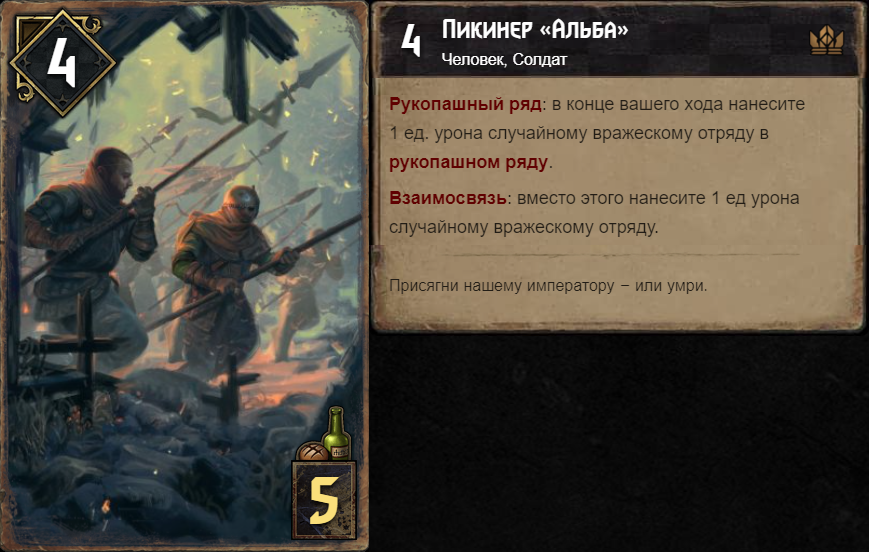 4
4
Пикинер «Альба»
Человек, Солдат
Рукопашный ряд: в конце вашего хода нанесите
1 ед. урона случайному вражескому отряду в
рукопашном ряду.
Взаимосвязь: вместо этого нанесите 1 ед урона
случайному вражескому отряду.
Присягни нашему императору – или умри.
5